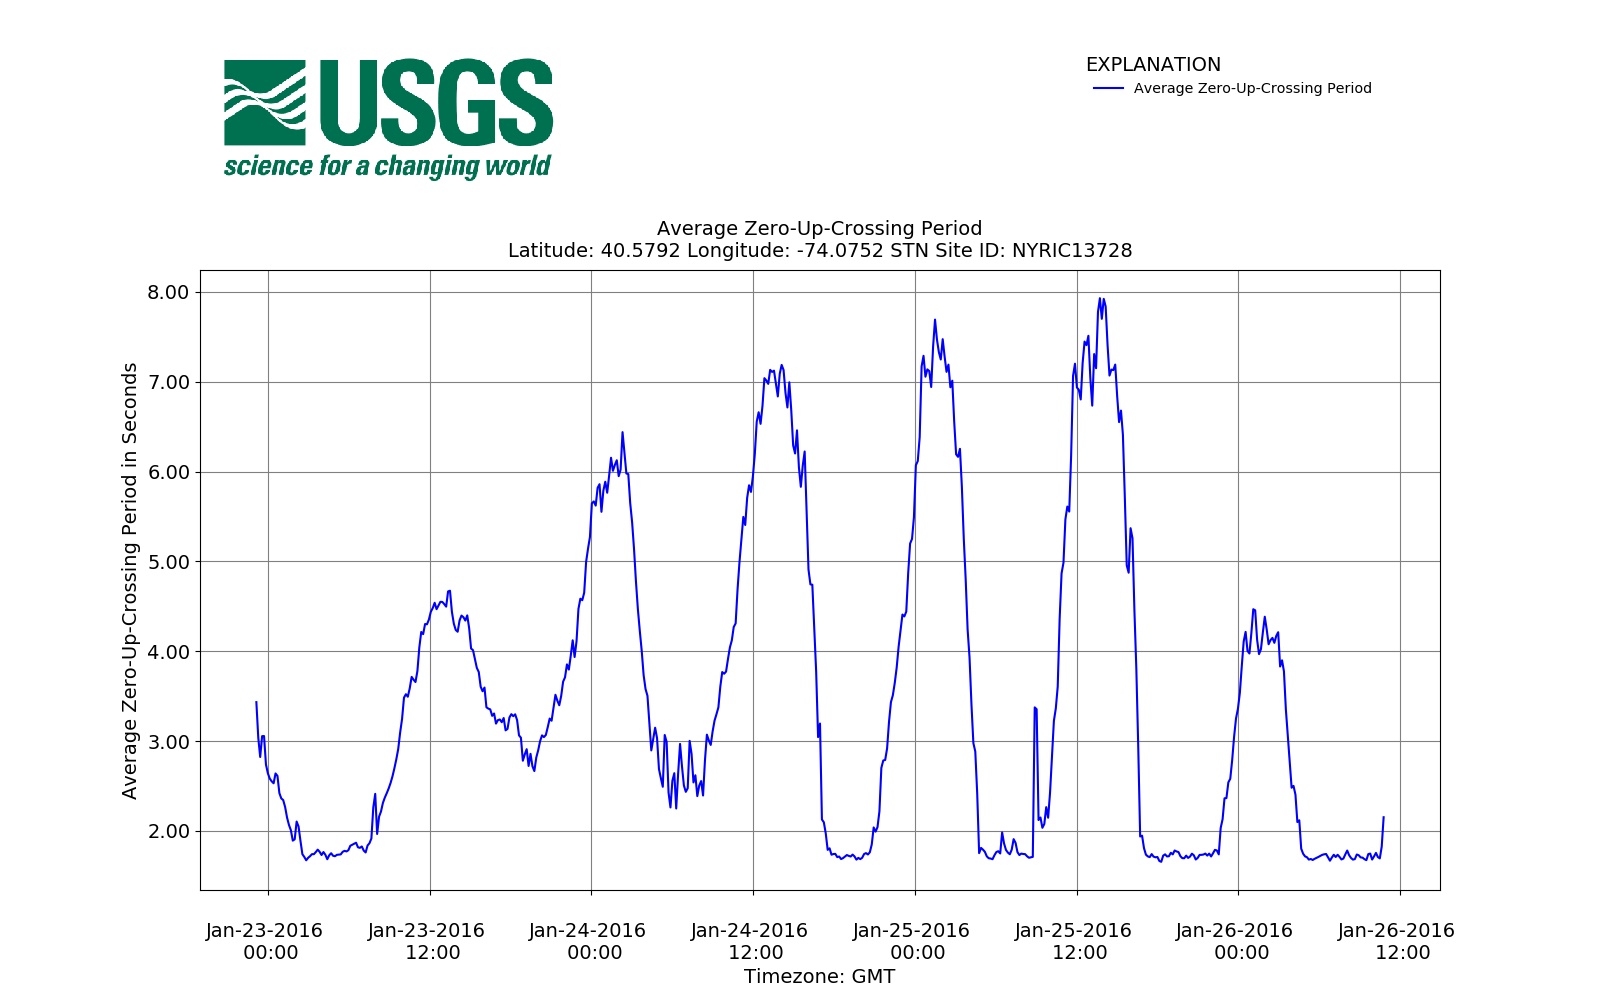 USGS
science for a changing world
EXPLANATION
Average Zero-Up-Crossing Period
Average Zero-Up-Crossing Period
Latitude: 40.5792 Longitude: -74.0752 STN Site ID: NYRIC13728
Average Zero-Up-Crossing Period in Seconds
8.00
7.00
6.00
5.00
4.00
3.00
2.00
Jan-23-2016 Jan-23-2016 Jan-24-2016 Jan-24-2016 Jan-25-2016 Jan-25-2016 Jan-26-2016 Jan-26-2016
00:00 12:00 00:00 12:00 00:00 12:00 00:00 12:00
Timezone: GMT